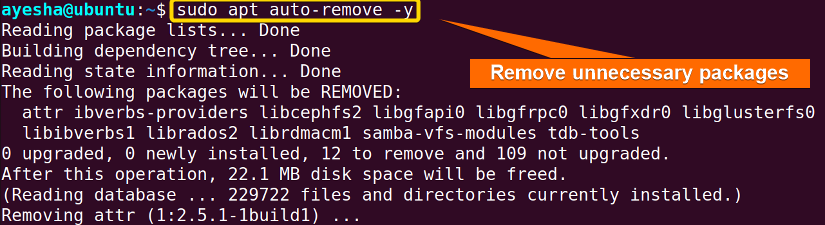 ayesha@ubuntu:~$ sudo apt auto-remove -y
Reading package lists... Done
Building dependency tree... Done
Reading state information... Done
Remove unnecessary packages
The following packages will be REMOVED:
  attr ibverbs-providers libcephfs2 libgfapi0 libgfrpc0 libgfxdr0 libglusterfs0
  libibverbs1 librados2 librdmacm1 samba-vfs-modules tdb-tools
0 upgraded, 0 newly installed, 12 to remove and 109 not upgraded.
After this operation, 22.1 MB disk space will be freed.
(Reading database ... 229722 files and directories currently installed.)
Removing attr (1:2.5.1-1build1) ...